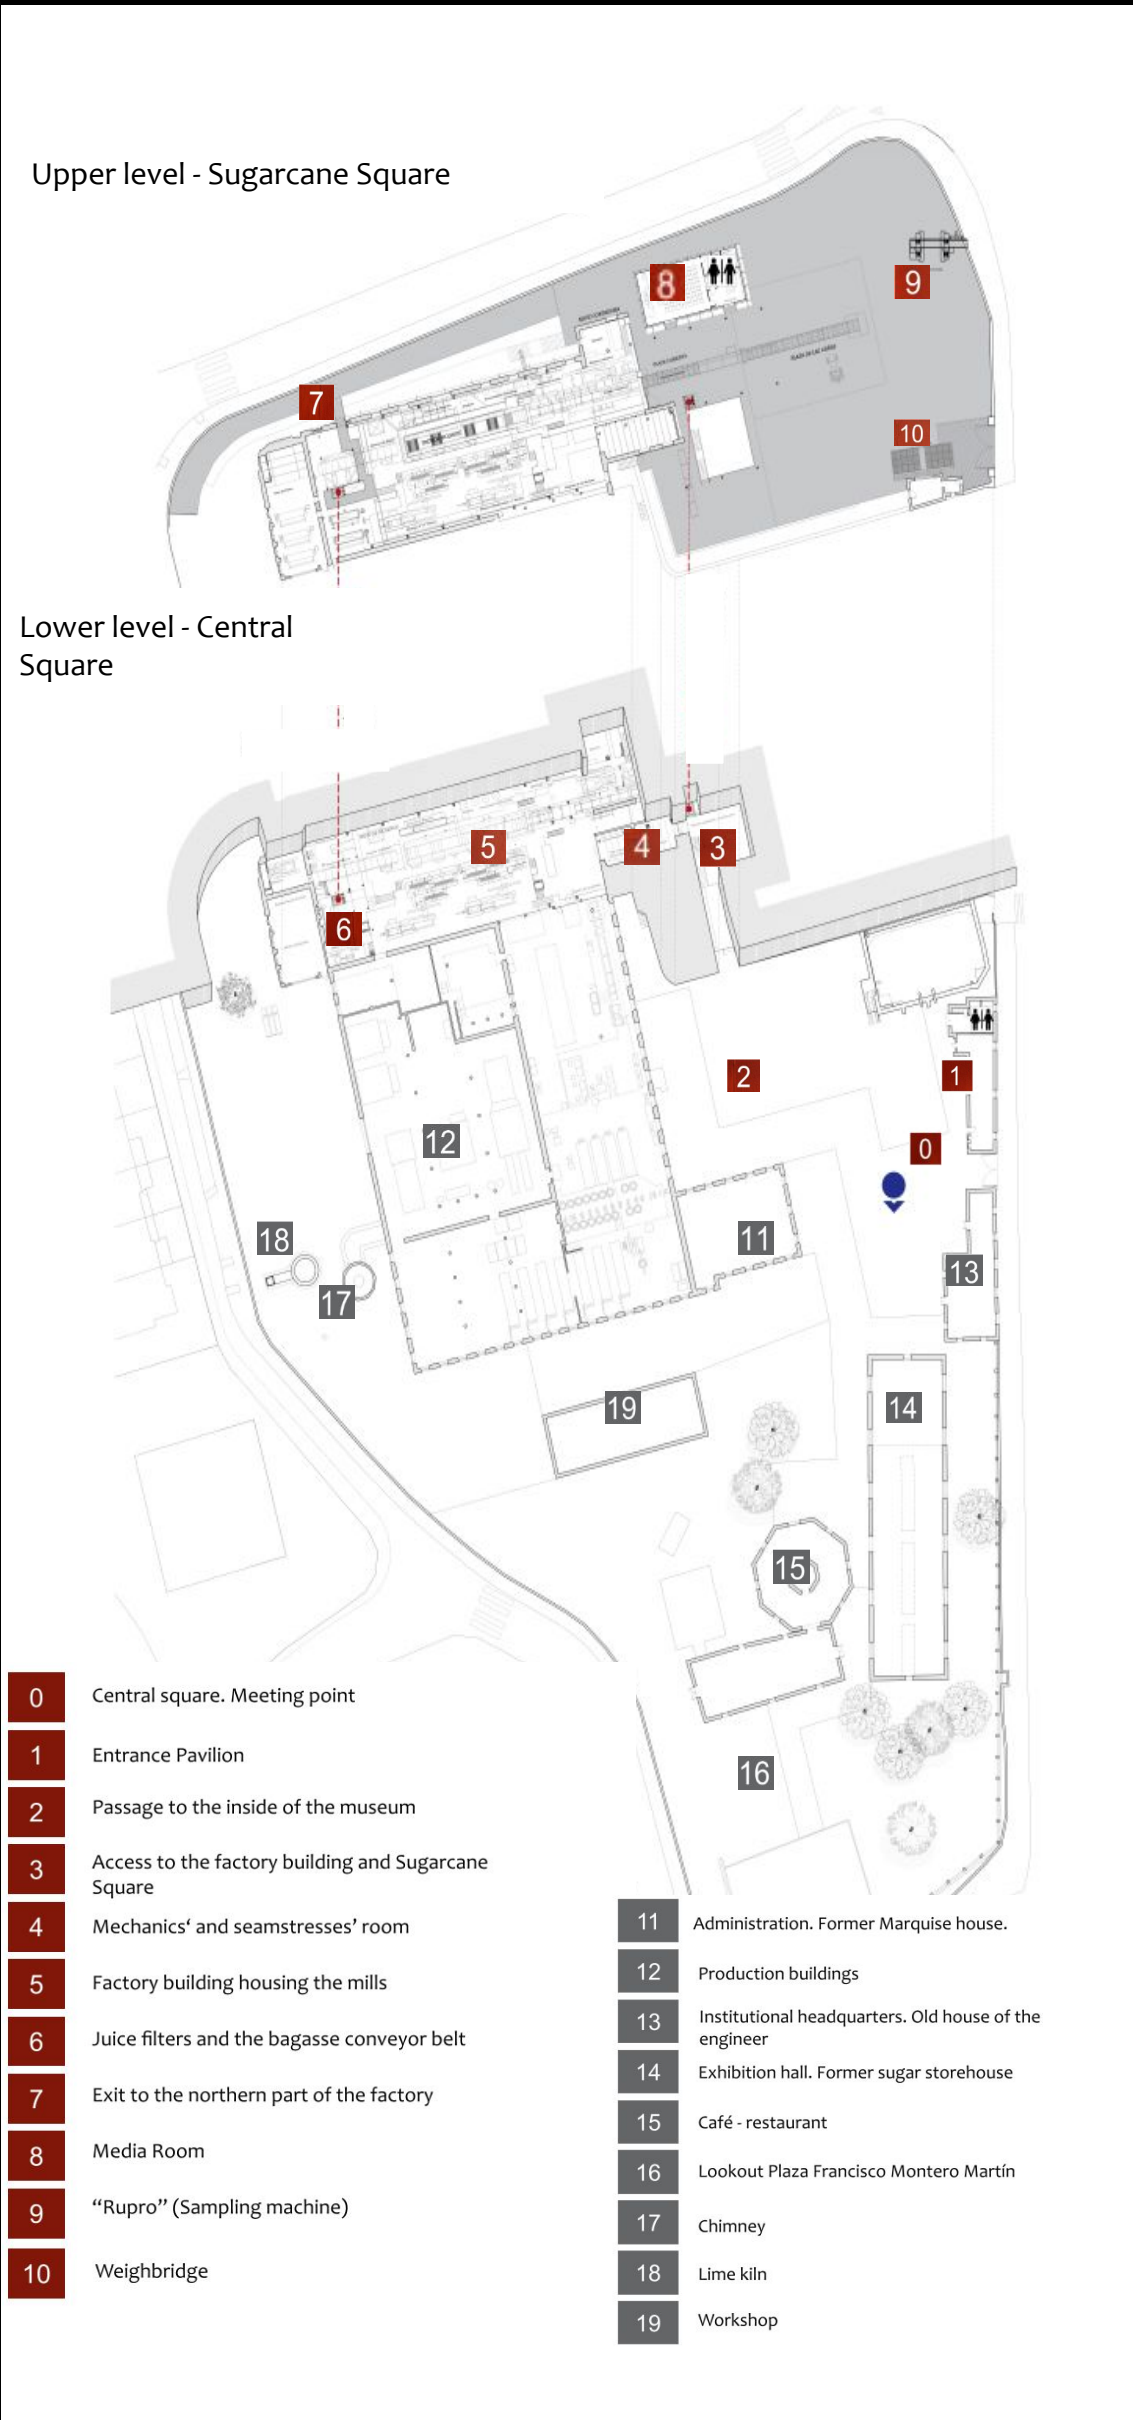 Upper level - Sugarcane Square
8
9
7
10
Lower level - Central
Square
5
4
3
6
2
1
12
0
18
11
13
17
19
14
15
16
0 Central square. Meeting point
1 Entrance Pavilion
2 Passage to the inside of the museum
3 Access to the factory building and Sugarcane
Square
4 Mechanics‘ and seamstresses’ room
5 Factory building housing the mills
6 Juice filters and the bagasse conveyor belt
7 Exit to the northern part of the factory
8 Media Room
9 “Rupro” (Sampling machine)
10 Weighbridge
11 Administration. Former Marquise house.
12 Production buildings
13 Institutional headquarters. Old house of the
engineer
14 Exhibition hall. Former sugar storehouse
15 Café - restaurant
16 Lookout Plaza Francisco Montero Martín
17 Chimney
18 Lime kiln
19 Workshop